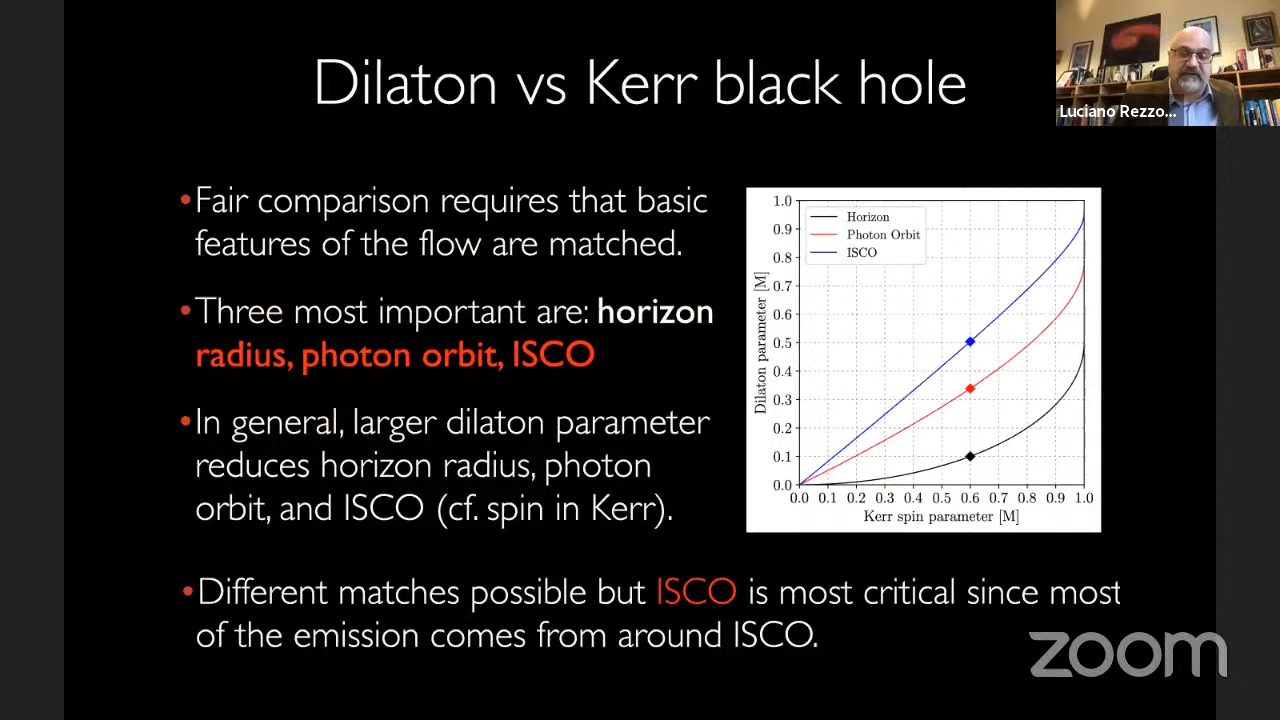 Dilaton vs Kerr black hole
Luciano Rezzo...
•Fair comparison requires that basic
features of the flow are matched.
•Three most important are: horizon
radius, photon orbit, ISCO
•In general, larger dilaton parameter
reduces horizon radius, photon
orbit, and ISCO (cf. spin in Kerr).
Horizon
Photon Orbit
ISCO
Dilaton parameter [M]
1.0
0.9
0.8
0.7
0.6
0.5
0.4
0.3
0.2
0.1
0.0
0.0 0.1 0.2 0.3 0.4 0.5 0.6 0.7 0.8 0.9 1.0
Kerr spin parameter [M]
•Different matches possible but ISCO is most critical since most
of the emission comes from around ISCO.
zoom